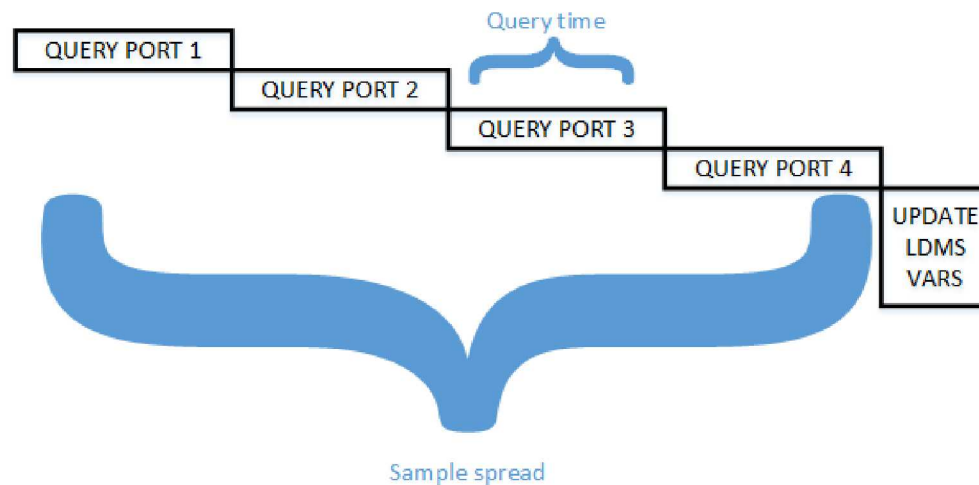 Query time
QUERY PORT 1
QUERY PORT 2
QUERY PORT 3
QUERY PORT 4
UPDATE
LDMS
VARS
Sample spread